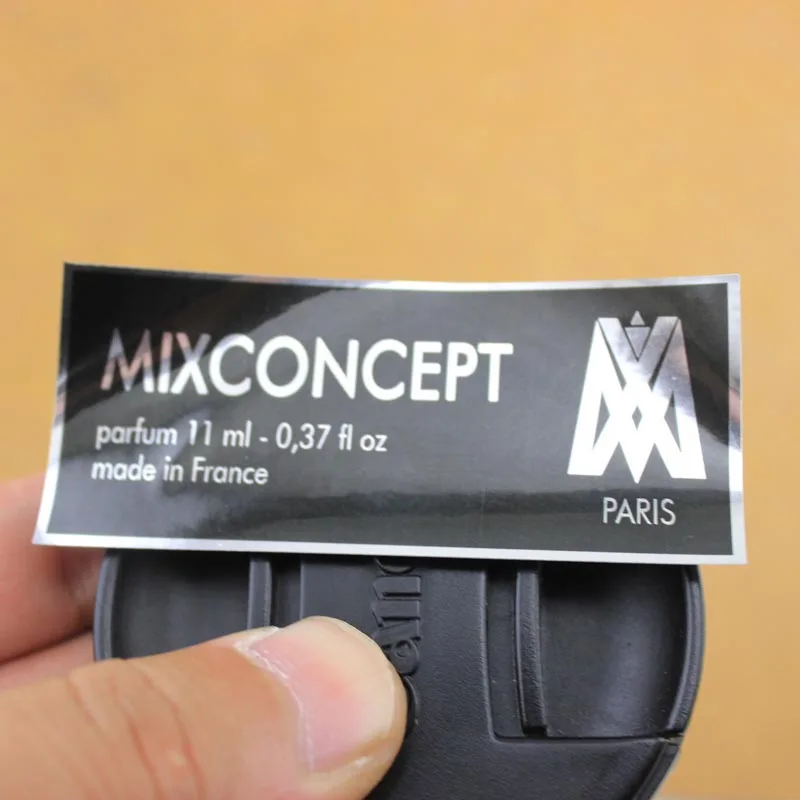 MIXCONCEPT
parfum 11 ml - 0,37 fl oz
made in France
PARIS